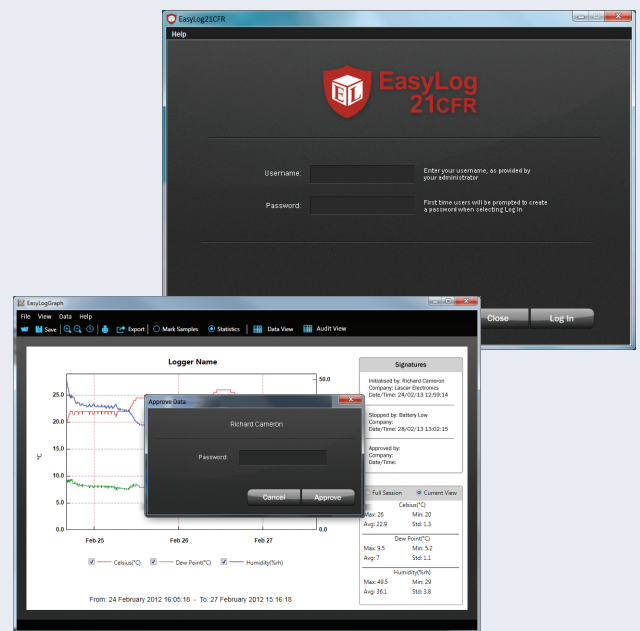 EasyLog21CFR
Help
EL
EasyLog
21CFR
Username:
Enter your username, as provided by
your administrator
Password:
First time users will be prompted to create
a password when selecting Log In
Close
Log In
EasyLogGraph
File View Data Help
Save Export Mark Samples Statistics Data View Audit View
Logger Name
°C
25.0
20.0
15.0
10.0
5.0
0.0
50.0
0.0
Feb 25
Feb 26
Feb 27
Celsius(°C) Dew Point(°C) Humidity(%rh)
From: 24 February 2012 16:05:18 - To: 27 February 2012 15:16:18
Approve Data
Richard Cameron
Password:
Cancel
Approve
Signatures
Initialised by: Richard Cameron
Company: Lascar Electronics
Date/Time: 24/02/13 12:59:14
Stopped by: Battery Low
Company:
Date/Time: 28/02/13 13:02:15
Approved by:
Company:
Date/Time:
Full Session Current View
Celsius(°C)
Max: 26 Min: 20
Avg: 22.9 Std: 1.3
Dew Point(°C)
Max: 9.5 Min: 5.2
Avg: 7 Std: 1.1
Humidity(%rh)
Max: 49.5 Min: 29
Avg: 36.1 Std: 3.8